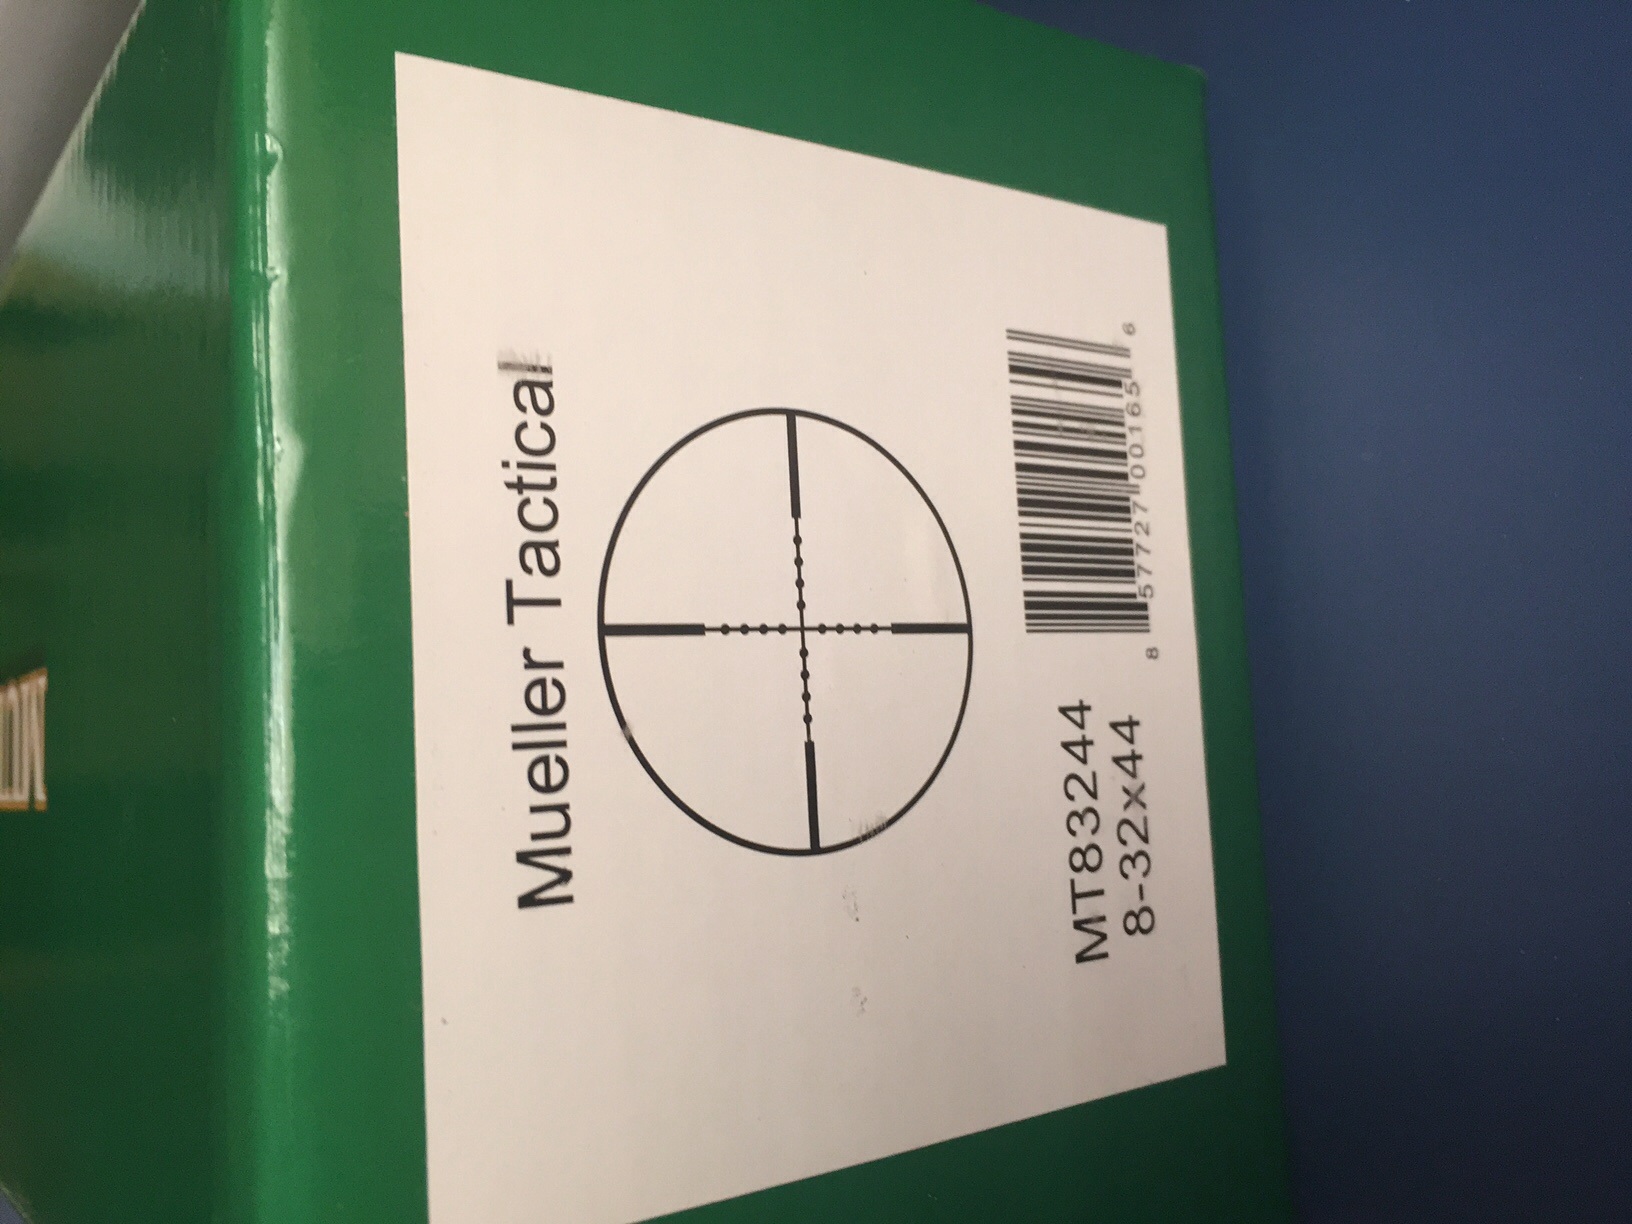 Mueller Tactical
MT83244
8-32x44
8 57727 00165 6